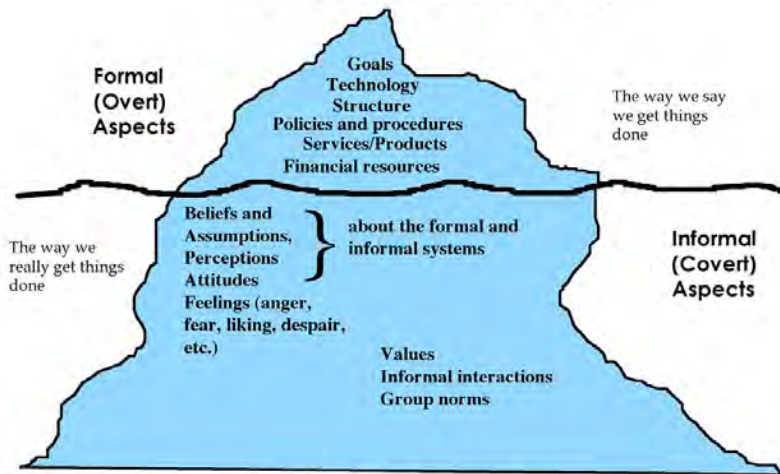 Formal
(Overt)
Aspects
Goals
Technology
Structure
Policies and procedures
Services/Products
Financial resources
The way we say
we get things
done
The way we
really get things
done
Beliefs and
Assumptions,
Perceptions
Attitudes
Feelings (anger,
fear, liking, despair,
etc.)
about the formal and
informal systems
Informal
(Covert)
Aspects
Values
Informal interactions
Group norms